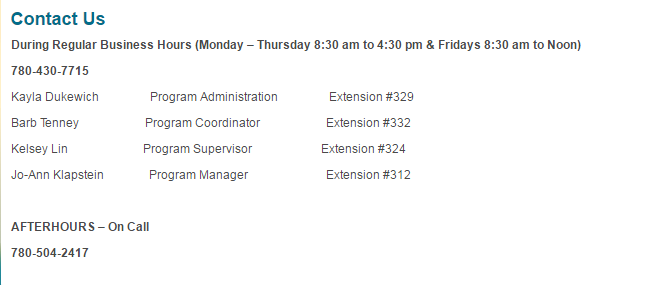 Contact Us
During Regular Business Hours (Monday – Thursday 8:30 am to 4:30 pm & Fridays 8:30 am to Noon)
780-430-7715
Kayla Dukewich Program Administration Extension #329
Barb Tenney Program Coordinator Extension #332
Kelsey Lin Program Supervisor Extension #324
Jo-Ann Klapstein Program Manager Extension #312
AFTERHOURS – On Call
780-504-2417